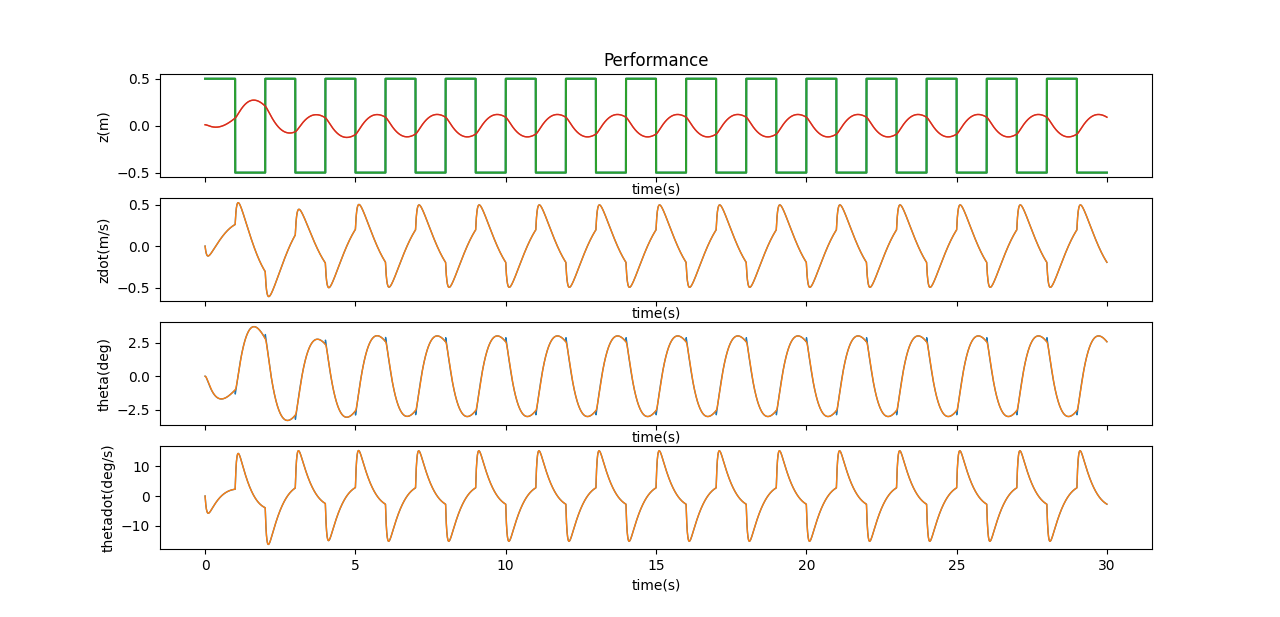 Performance
0.5
0.0
−0.5
z(m)
time(s)
0.5
0.0
−0.5
zdot(m/s)
time(s)
2.5
0.0
−2.5
theta(deg)
time(s)
10
0
−10
thetadot(deg/s)
0 5 10 15 20 25 30
time(s)